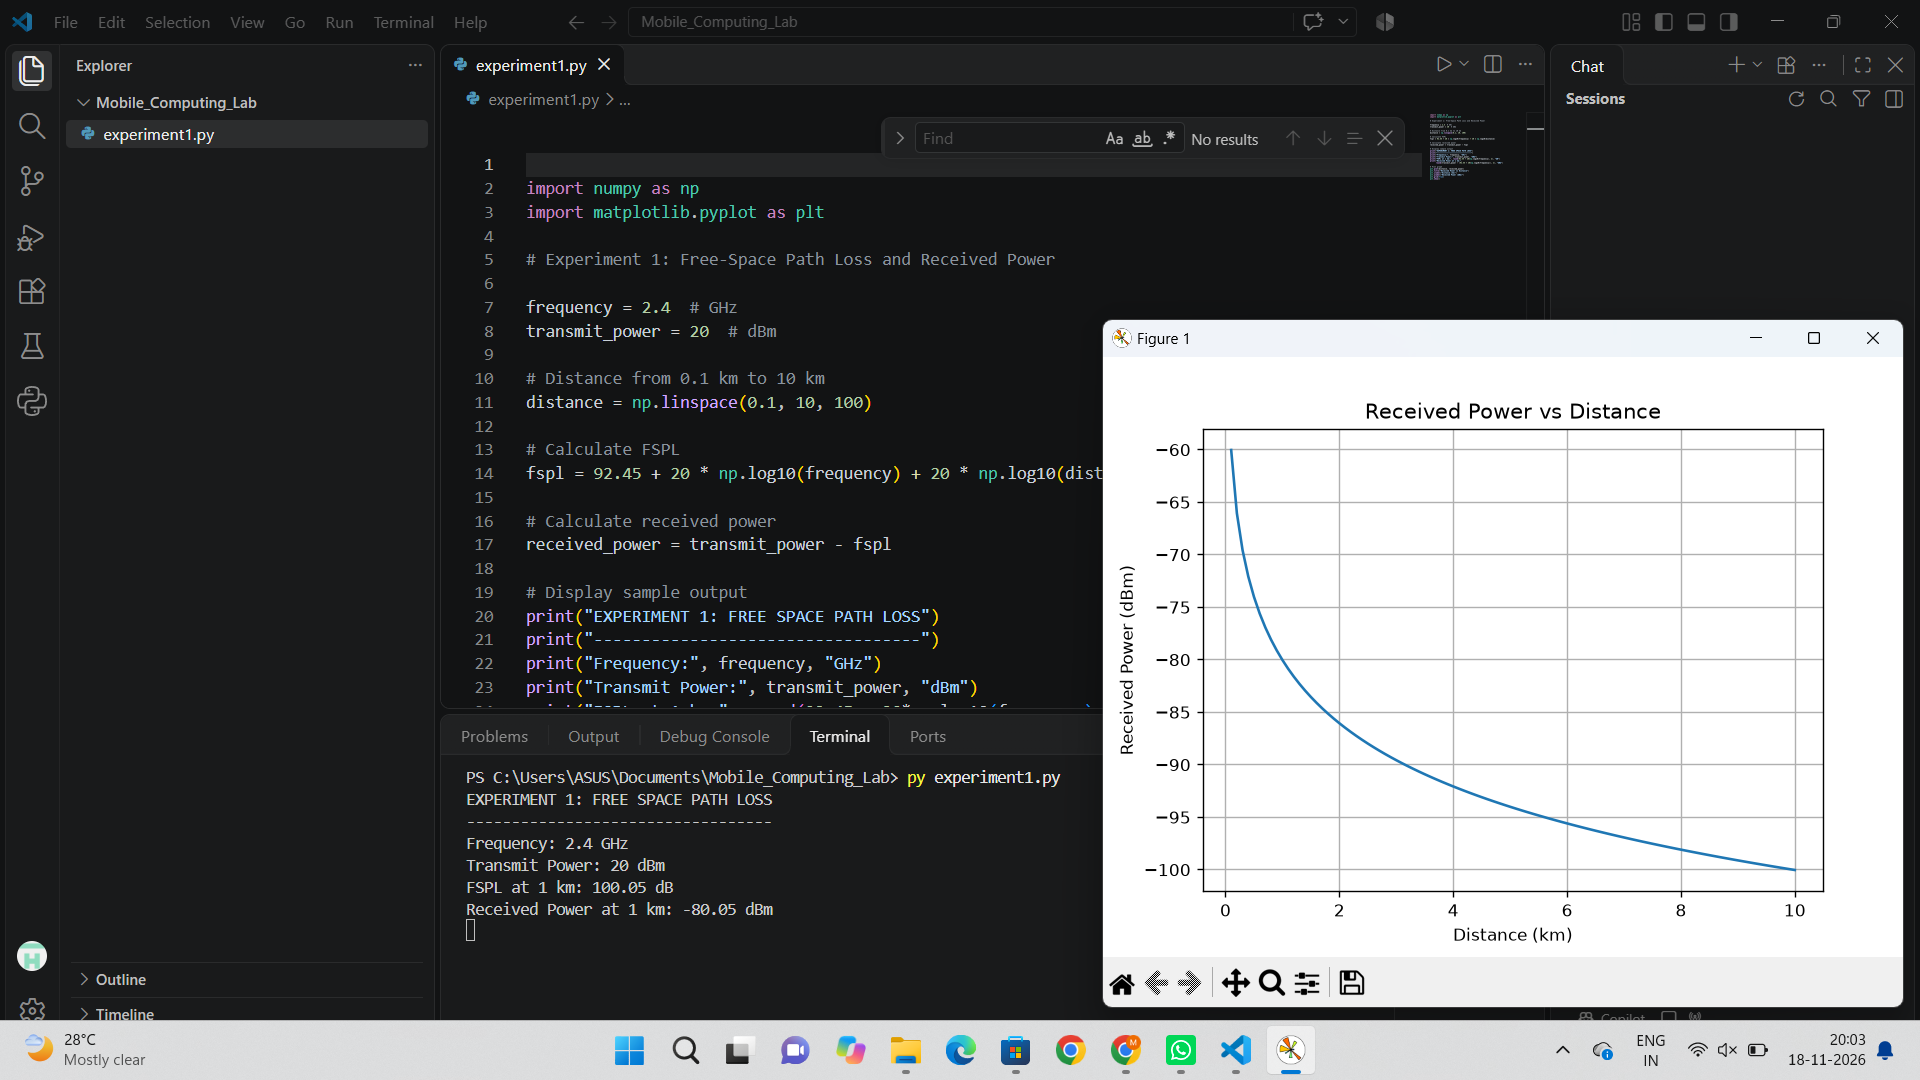 File Edit Selection View Go Run Terminal Help
Mobile_Computing_Lab
Explorer
Mobile_Computing_Lab
experiment1.py
Outline
Timeline
experiment1.py
experiment1.py > ...
Find
Aa ab .* No results
1
2 import numpy as np
3 import matplotlib.pyplot as plt
4
5 # Experiment 1: Free-Space Path Loss and Received Power
6
7 frequency = 2.4  # GHz
8 transmit_power = 20  # dBm
9
10 # Distance from 0.1 km to 10 km
11 distance = np.linspace(0.1, 10, 100)
12
13 # Calculate FSPL
14 fspl = 92.45 + 20 * np.log10(frequency) + 20 * np.log10(dist
15
16 # Calculate received power
17 received_power = transmit_power - fspl
18
19 # Display sample output
20 print("EXPERIMENT 1: FREE SPACE PATH LOSS")
21 print("----------------------------------")
22 print("Frequency:", frequency, "GHz")
23 print("Transmit Power:", transmit_power, "dBm")
Problems Output Debug Console Terminal Ports
PS C:\Users\ASUS\Documents\Mobile_Computing_Lab> py experiment1.py
EXPERIMENT 1: FREE SPACE PATH LOSS
----------------------------------
Frequency: 2.4 GHz
Transmit Power: 20 dBm
FSPL at 1 km: 100.05 dB
Received Power at 1 km: -80.05 dBm
Chat
Sessions
Figure 1
Received Power vs Distance
Received Power (dBm)
−60
−65
−70
−75
−80
−85
−90
−95
−100
0 2 4 6 8 10
Distance (km)
Copilot
28°C
Mostly clear
ENG
IN
20:03
18-11-2026